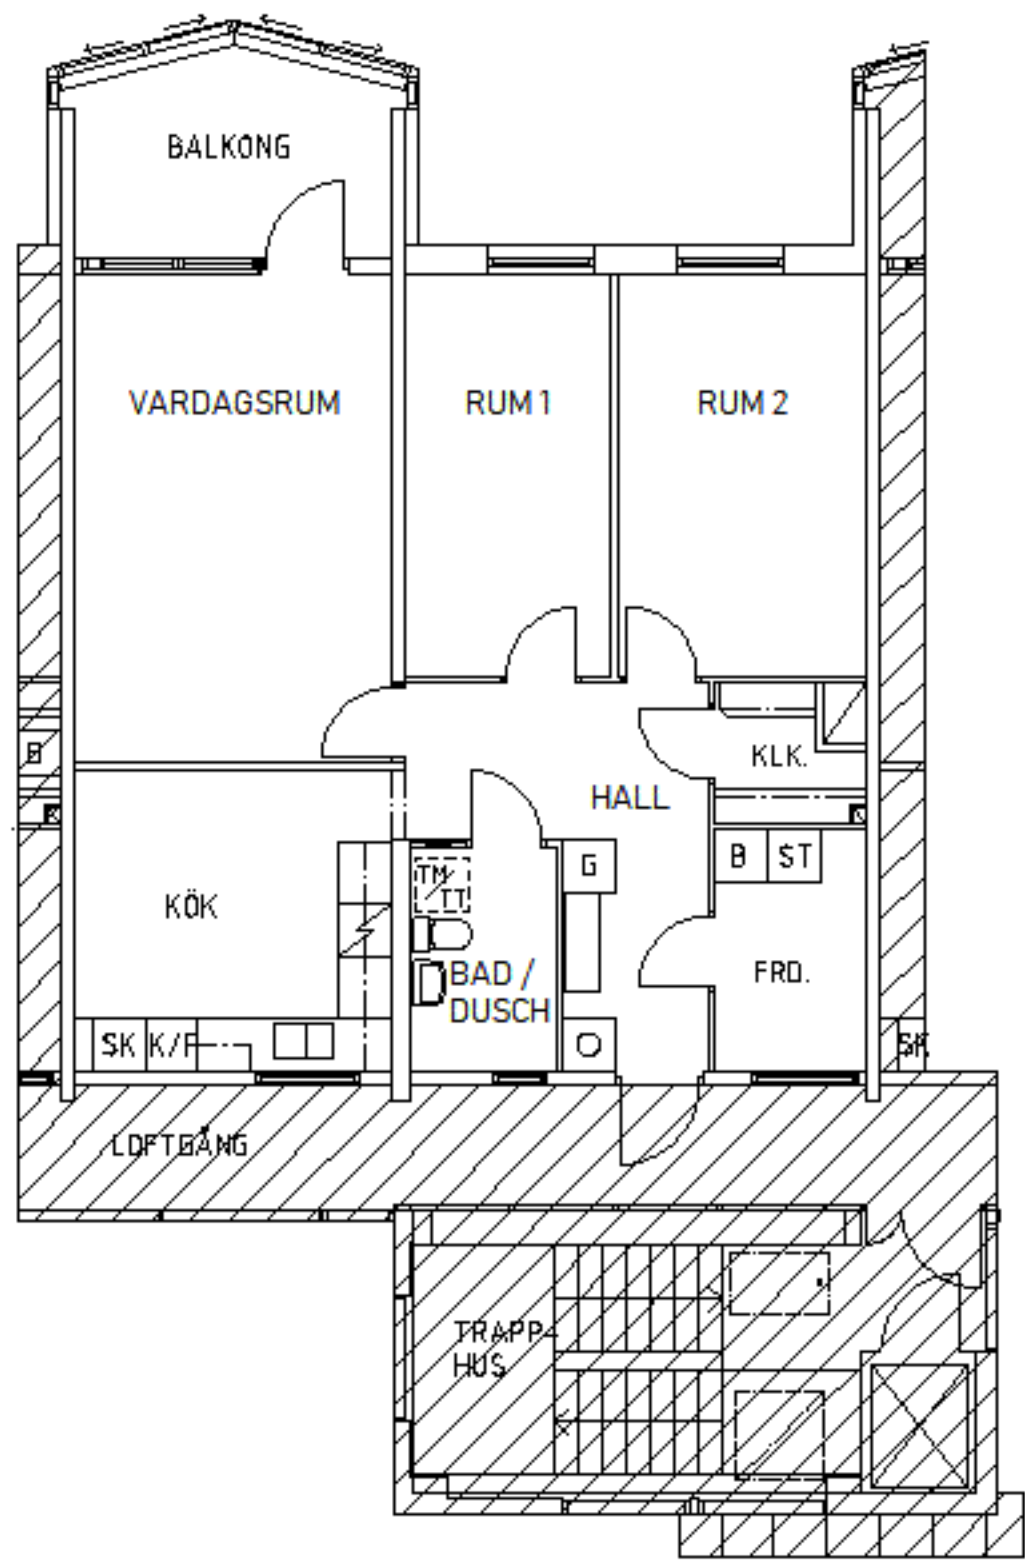 BALKONG
VARDAGSRUM
RUM 1
RUM 2
KLK.
HALL
G
B
ST
TM
TT
KÖK
BAD /
DUSCH
FRD.
SK
K/F
SK
LOFTGÅNG
TRAPP-
HUS